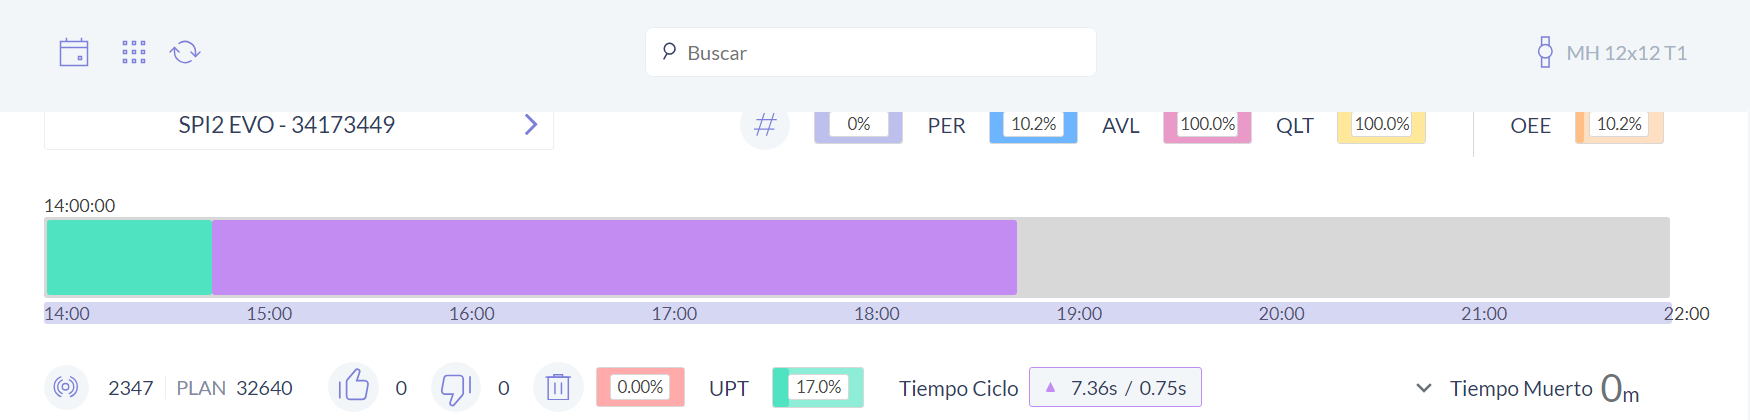 Buscar
MH 12x12 T1
SPI2 EVO - 34173449
# 0% PER 10.2% AVL 100.0% QLT 100.0% OEE 10.2%
14:00:00
14:00 15:00 16:00 17:00 18:00 19:00 20:00 21:00 22:00
2347 PLAN 32640 0 0 0.00% UPT 17.0% Tiempo Ciclo ▲ 7.36s / 0.75s Tiempo Muerto 0m